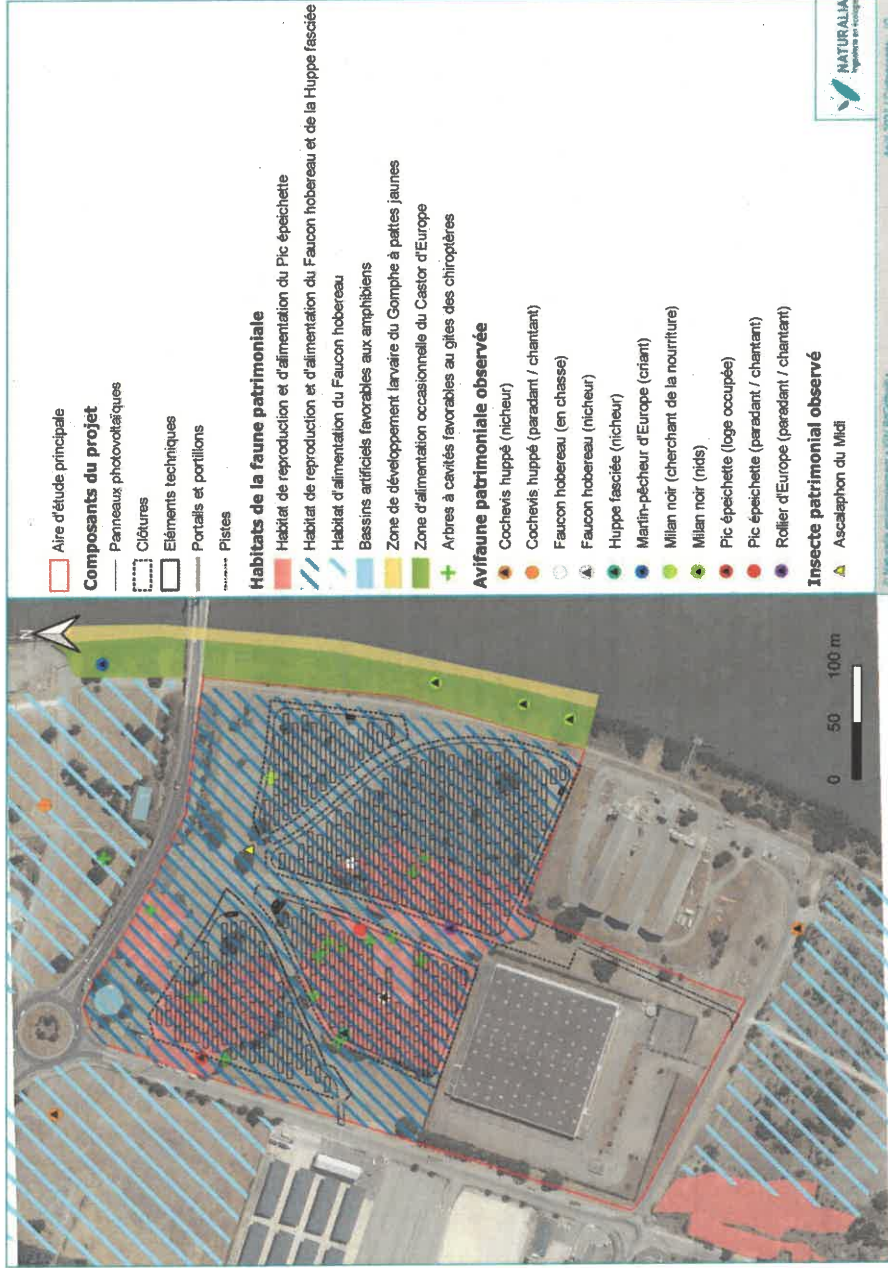 N
0 50 100 m
Aire d'étude principale
Composants du projet
Panneaux photovoltaïques
Clôtures
Eléments techniques
Portails et portillons
Pistes
Habitats de la faune patrimoniale
Habitat de reproduction et d'alimentation du Pic épeichette
Habitat de reproduction et d'alimentation du Faucon hobereau et de la Huppe fasciée
Habitat d'alimentation du Faucon hobereau
Bassins artificiels favorables aux amphibiens
Zone de développement larvaire du Gomphe à pattes jaunes
Zone d'alimentation occasionnelle du Castor d'Europe
Arbres à cavités favorables au gites des chiroptères
Avifaune patrimoniale observée
Cochevis huppé (nicheur)
Cochevis huppé (paradant / chantant)
Faucon hobereau (en chasse)
Faucon hobereau (nicheur)
Huppe fasciée (nicheur)
Martin-pêcheur d'Europe (criant)
Milan noir (cherchant de la nourriture)
Milan noir (nids)
Pic épeichette (loge occupée)
Pic épeichette (paradant / chantant)
Rollier d'Europe (paradant / chantant)
Insecte patrimonial observé
Ascalaphon du Midi
NATURALIA
Ingénierie en écologie